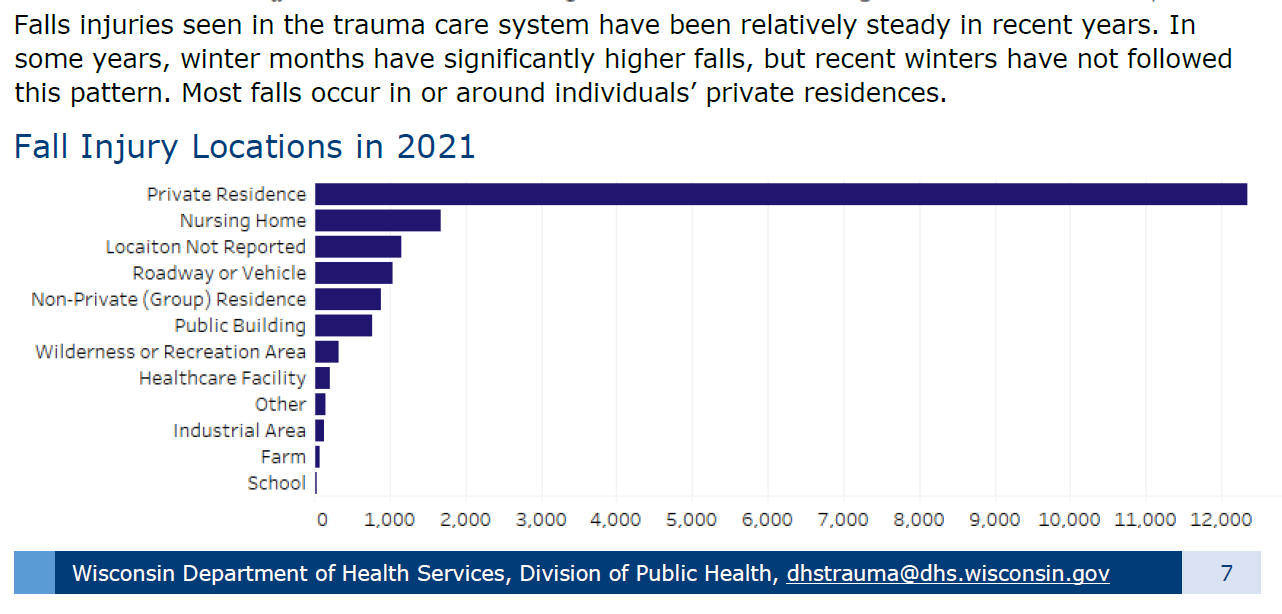 Falls injuries seen in the trauma care system have been relatively steady in recent years. In
some years, winter months have significantly higher falls, but recent winters have not followed
this pattern. Most falls occur in or around individuals’ private residences.
Fall Injury Locations in 2021
Private Residence
Nursing Home
Locaiton Not Reported
Roadway or Vehicle
Non-Private (Group) Residence
Public Building
Wilderness or Recreation Area
Healthcare Facility
Other
Industrial Area
Farm
School
0 1,000 2,000 3,000 4,000 5,000 6,000 7,000 8,000 9,000 10,000 11,000 12,000
Wisconsin Department of Health Services, Division of Public Health, dhstrauma@dhs.wisconsin.gov 7